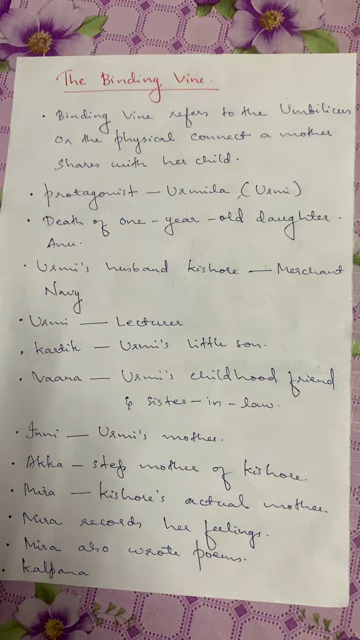 The Binding Vine.
• Binding Vine refers to the Umbilicus
Or the physical connect a mother
shares with her child.
• protagonist — Urmila, (Urmi)
• Death of one-year-old daughter.
Anu.
• Urmi's husband kishore — Merchant
Navy
• Urmi — Lecturer
• Kartik — Urmi's little son.
• Vaana — Urmi's childhood friend
& sister-in-law.
• Inni — Urmi's mother.
• Akka — step mother of kishore.
• Mira — kishore's actual mother.
• Mira records her feelings.
• Mira also wrote poems.
• Kalpana